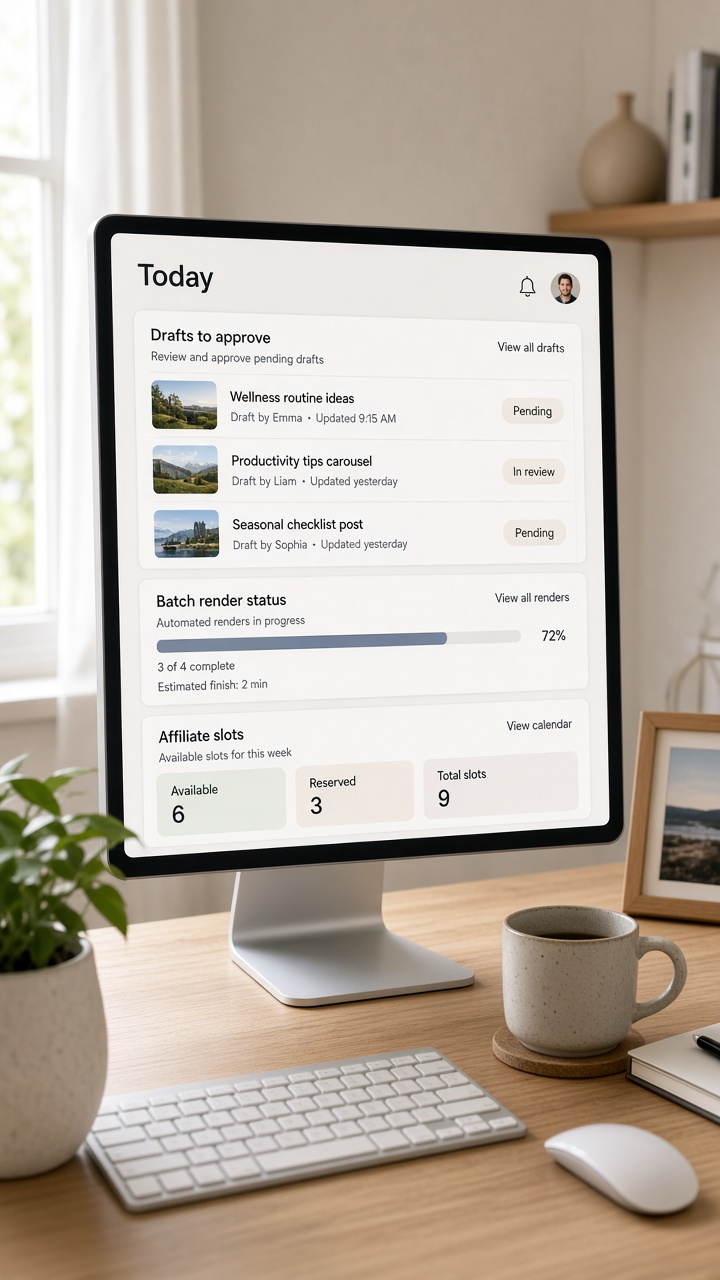 Today
Drafts to approve
View all drafts
Review and approve pending drafts
Wellness routine ideas
Draft by Emma • Updated 9:15 AM
Pending
Productivity tips carousel
Draft by Liam • Updated yesterday
In review
Seasonal checklist post
Draft by Sophia • Updated yesterday
Pending
Batch render status
View all renders
Automated renders in progress
72%
3 of 4 complete
Estimated finish: 2 min
Affiliate slots
View calendar
Available slots for this week
Available
6
Reserved
3
Total slots
9